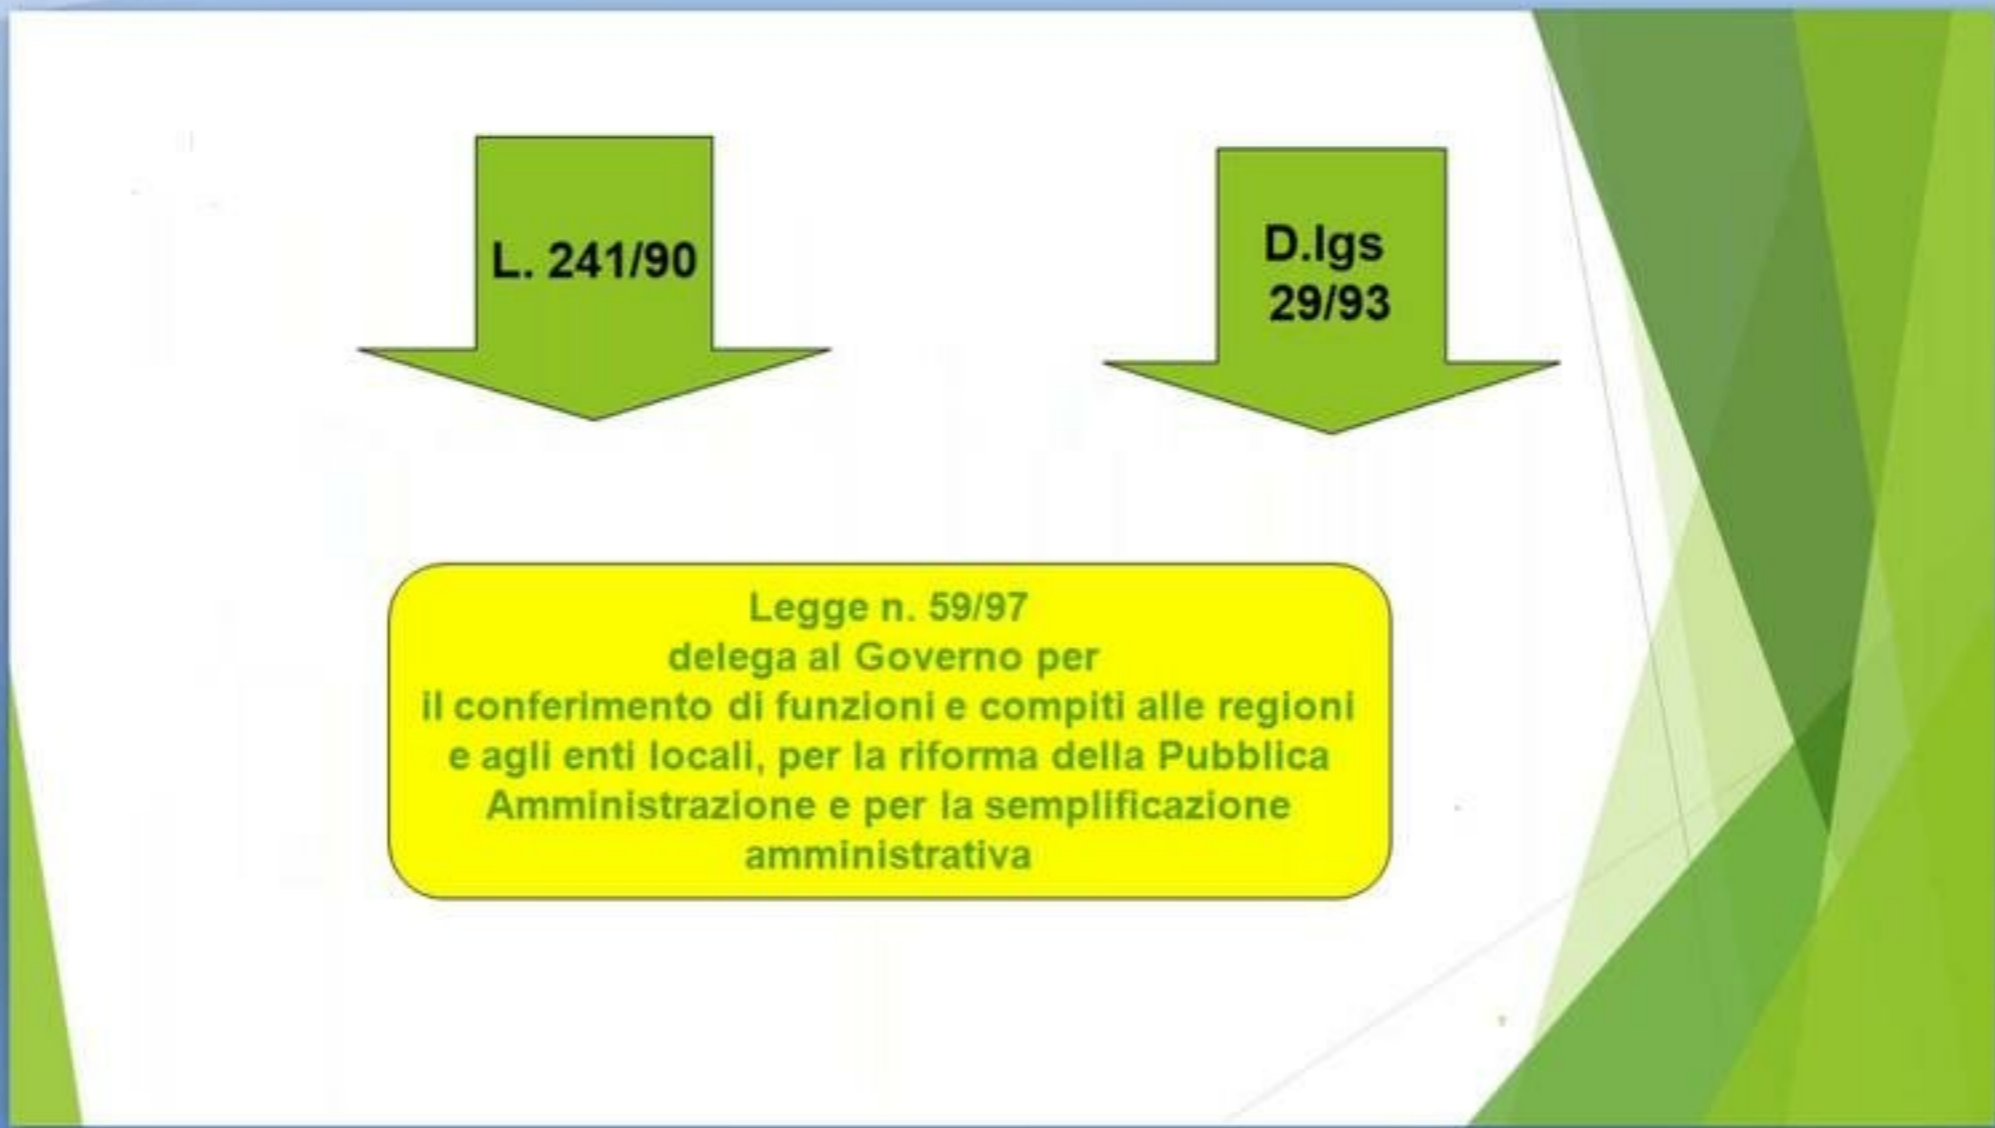 L. 241/90
D.lgs
29/93
Legge n. 59/97
delega al Governo per
il conferimento di funzioni e compiti alle regioni
e agli enti locali, per la riforma della Pubblica
Amministrazione e per la semplificazione
amministrativa